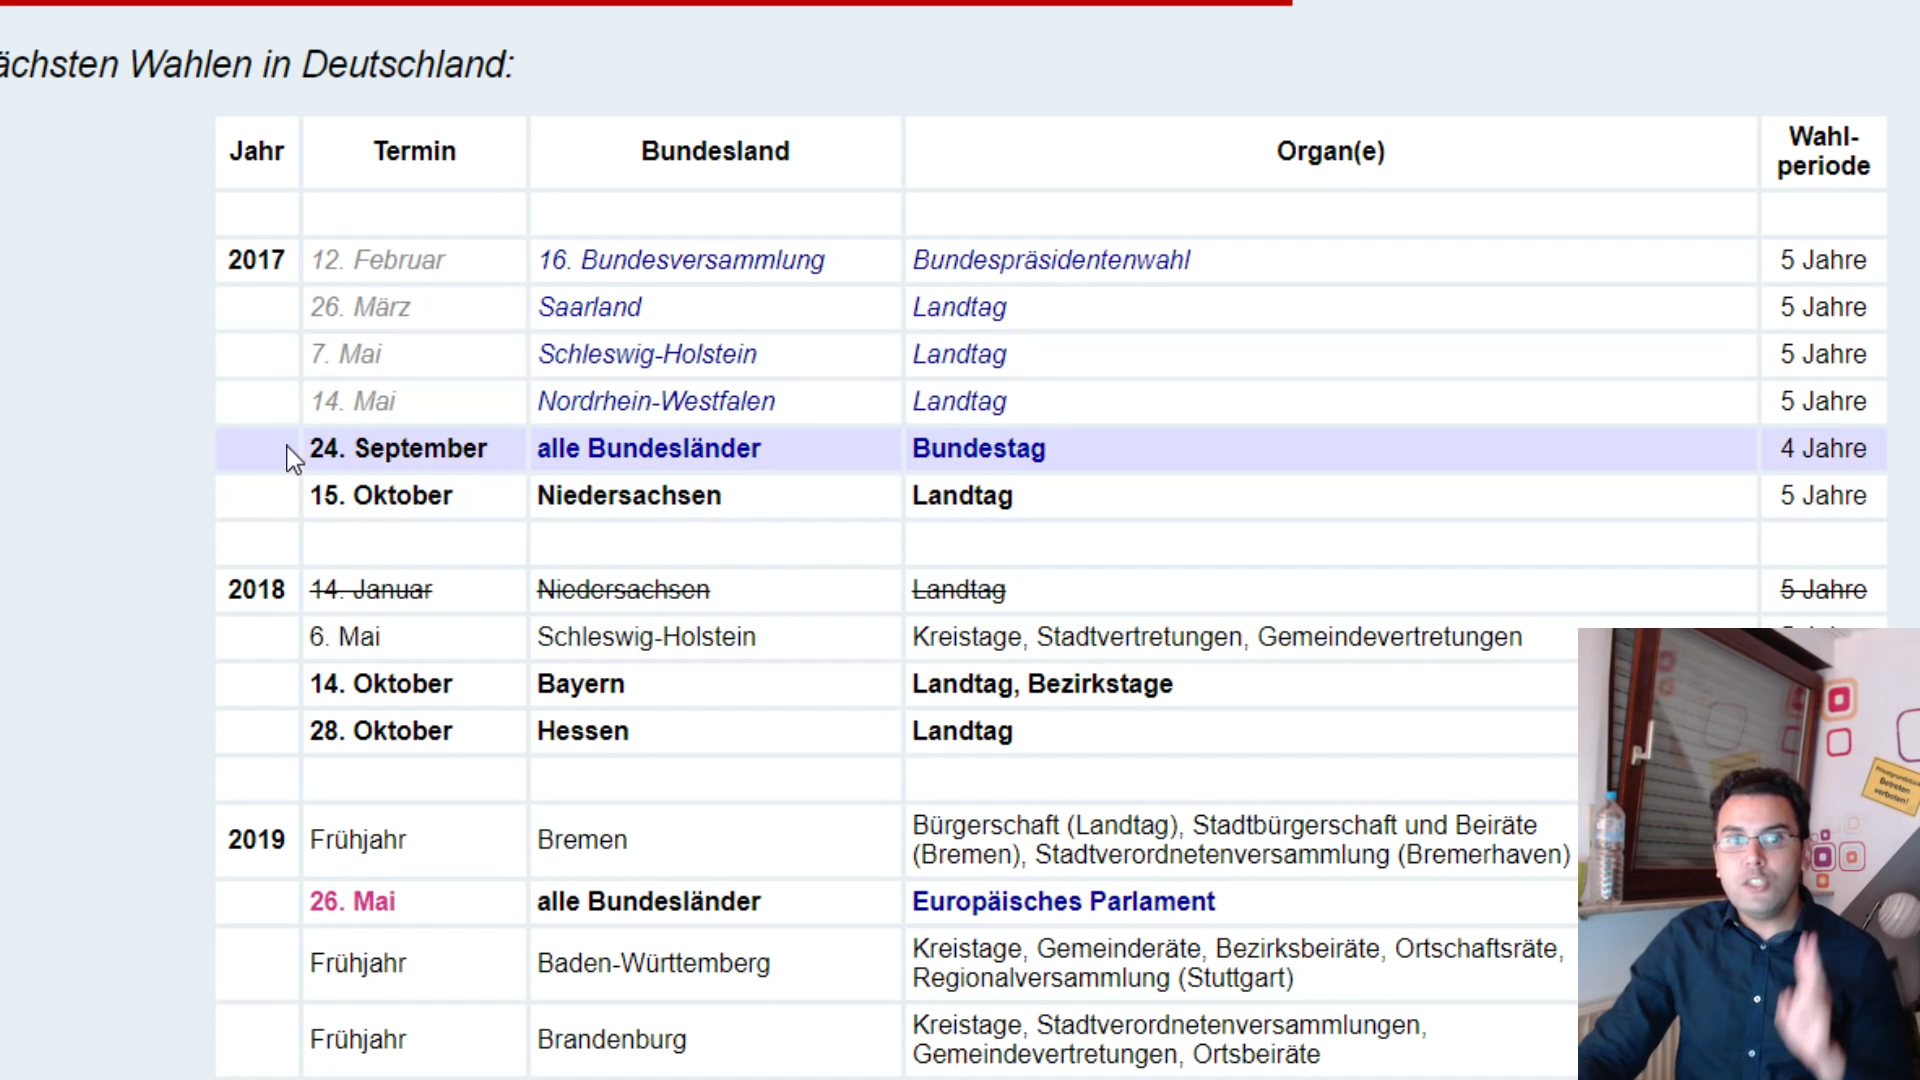 ächsten Wahlen in Deutschland:
Jahr Termin Bundesland Organ(e) Wahl-
periode
2017 12. Februar 16. Bundesversammlung Bundespräsidentenwahl 5 Jahre
26. März Saarland Landtag 5 Jahre
7. Mai Schleswig-Holstein Landtag 5 Jahre
14. Mai Nordrhein-Westfalen Landtag 5 Jahre
24. September alle Bundesländer Bundestag 4 Jahre
15. Oktober Niedersachsen Landtag 5 Jahre
2018 14. Januar Niedersachsen Landtag 5 Jahre
6. Mai Schleswig-Holstein Kreistage, Stadtvertretungen, Gemeindevertretungen
14. Oktober Bayern Landtag, Bezirkstage
28. Oktober Hessen Landtag
2019 Frühjahr Bremen Bürgerschaft (Landtag), Stadtbürgerschaft und Beiräte
(Bremen), Stadtverordnetenversammlung (Bremerhaven)
26. Mai alle Bundesländer Europäisches Parlament
Frühjahr Baden-Württemberg Kreistage, Gemeinderäte, Bezirksbeiräte, Ortschaftsräte,
Regionalversammlung (Stuttgart)
Frühjahr Brandenburg Kreistage, Stadtverordnetenversammlungen,
Gemeindevertretungen, Ortsbeiräte
Betreten
verboten!